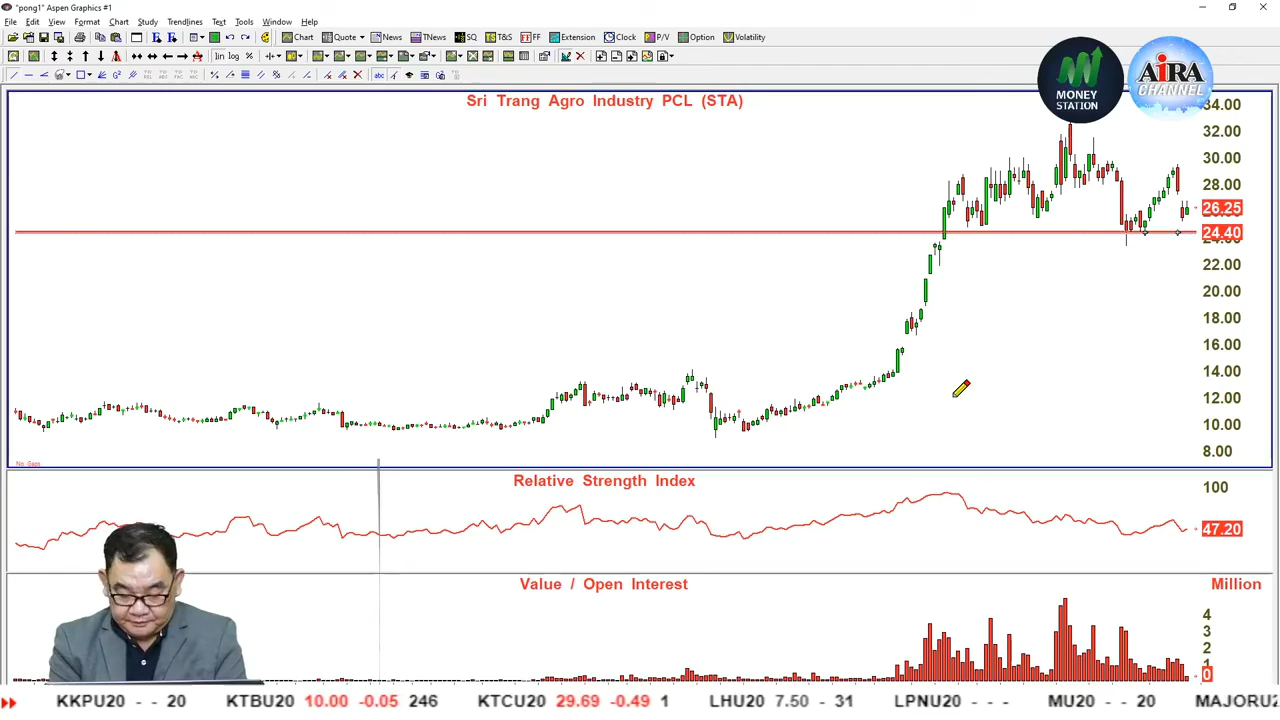 "pong1" Aspen Graphics #1
File Edit View Format Chart Study Trendlines Text Tools Window Help
Chart Quote News TNews SQ T&S FF Extension Clock P/V Option Volatility
lin log %
abc
MONEY STATION
AiRA CHANNEL
Sri Trang Agro Industry PCL (STA)
34.00
32.00
30.00
28.00
26.25
24.40
22.00
20.00
18.00
16.00
14.00
12.00
10.00
8.00
No Gaps
Relative Strength Index
100
47.20
Value / Open Interest
Million
4
3
2
1
0
KKPU20 - - 20 KTBU20 10.00 -0.05 246 KTCU20 29.69 -0.49 1 LHU20 7.50 - 31 LPNU20 - - - MU20 - - 20 MAJORU2